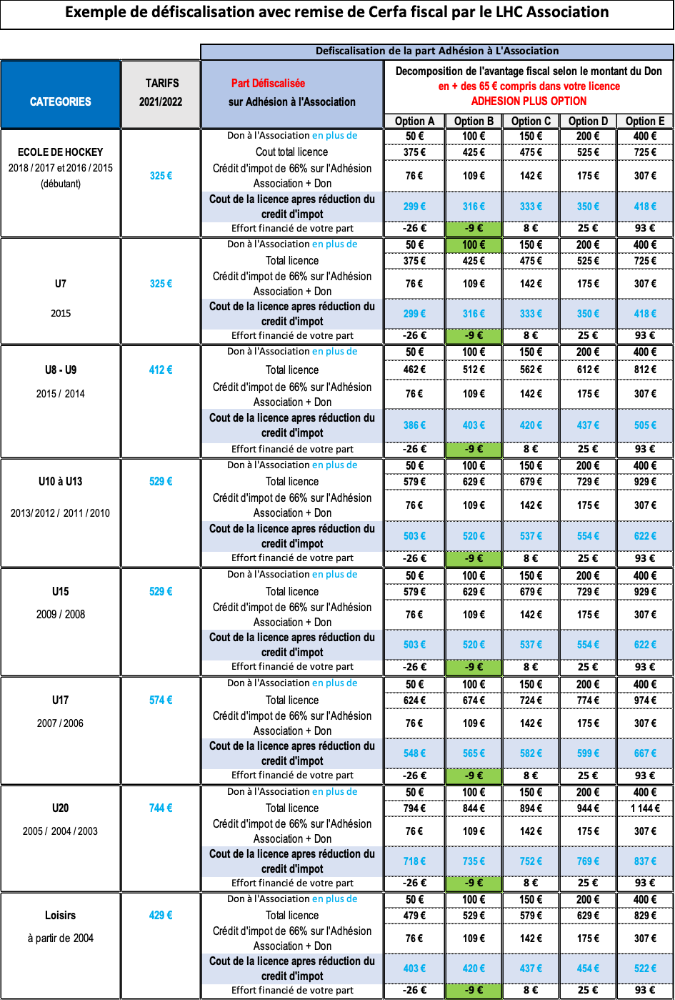 Exemple de défiscalisation avec remise de Cerfa fiscal par le LHC Association
Defiscalisation de la part Adhésion à L'Association
CATEGORIES
TARIFS
2021/2022
Part Défiscalisée
sur Adhésion à l'Association
Decomposition de l'avantage fiscal selon le montant du Don
en + des 65 € compris dans votre licence
ADHESION PLUS OPTION
Option A Option B Option C Option D Option E
ECOLE DE HOCKEY
2018 / 2017 et 2016 / 2015
(débutant)
325 €
Don à l'Association en plus de 50 € 100 € 150 € 200 € 400 €
Cout total licence 375 € 425 € 475 € 525 € 725 €
Crédit d'impot de 66% sur l'Adhésion
Association + Don 76 € 109 € 142 € 175 € 307 €
Cout de la licence apres réduction du
credit d'impot 299 € 316 € 333 € 350 € 418 €
Effort financié de votre part -26 € -9 € 8 € 25 € 93 €
U7
2015
325 €
Don à l'Association en plus de 50 € 100 € 150 € 200 € 400 €
Total licence 375 € 425 € 475 € 525 € 725 €
Crédit d'impot de 66% sur l'Adhésion
Association + Don 76 € 109 € 142 € 175 € 307 €
Cout de la licence apres réduction du
credit d'impot 299 € 316 € 333 € 350 € 418 €
Effort financié de votre part -26 € -9 € 8 € 25 € 93 €
U8 - U9
2015 / 2014
412 €
Don à l'Association en plus de 50 € 100 € 150 € 200 € 400 €
Total licence 462 € 512 € 562 € 612 € 812 €
Crédit d'impot de 66% sur l'Adhésion
Association + Don 76 € 109 € 142 € 175 € 307 €
Cout de la licence apres réduction du
credit d'impot 386 € 403 € 420 € 437 € 505 €
Effort financié de votre part -26 € -9 € 8 € 25 € 93 €
U10 à U13
2013/ 2012 / 2011 / 2010
529 €
Don à l'Association en plus de 50 € 100 € 150 € 200 € 400 €
Total licence 579 € 629 € 679 € 729 € 929 €
Crédit d'impot de 66% sur l'Adhésion
Association + Don 76 € 109 € 142 € 175 € 307 €
Cout de la licence apres réduction du
credit d'impot 503 € 520 € 537 € 554 € 622 €
Effort financié de votre part -26 € -9 € 8 € 25 € 93 €
U15
2009 / 2008
529 €
Don à l'Association en plus de 50 € 100 € 150 € 200 € 400 €
Total licence 579 € 629 € 679 € 729 € 929 €
Crédit d'impot de 66% sur l'Adhésion
Association + Don 76 € 109 € 142 € 175 € 307 €
Cout de la licence apres réduction du
credit d'impot 503 € 520 € 537 € 554 € 622 €
Effort financié de votre part -26 € -9 € 8 € 25 € 93 €
U17
2007 / 2006
574 €
Don à l'Association en plus de 50 € 100 € 150 € 200 € 400 €
Total licence 624 € 674 € 724 € 774 € 974 €
Crédit d'impot de 66% sur l'Adhésion
Association + Don 76 € 109 € 142 € 175 € 307 €
Cout de la licence apres réduction du
credit d'impot 548 € 565 € 582 € 599 € 667 €
Effort financié de votre part -26 € -9 € 8 € 25 € 93 €
U20
2005 / 2004 / 2003
744 €
Don à l'Association en plus de 50 € 100 € 150 € 200 € 400 €
Total licence 794 € 844 € 894 € 944 € 1 144 €
Crédit d'impot de 66% sur l'Adhésion
Association + Don 76 € 109 € 142 € 175 € 307 €
Cout de la licence apres réduction du
credit d'impot 718 € 735 € 752 € 769 € 837 €
Effort financié de votre part -26 € -9 € 8 € 25 € 93 €
Loisirs
à partir de 2004
429 €
Don à l'Association en plus de 50 € 100 € 150 € 200 € 400 €
Total licence 479 € 529 € 579 € 629 € 829 €
Crédit d'impot de 66% sur l'Adhésion
Association + Don 76 € 109 € 142 € 175 € 307 €
Cout de la licence apres réduction du
credit d'impot 403 € 420 € 437 € 454 € 522 €
Effort financié de votre part -26 € -9 € 8 € 25 € 93 €